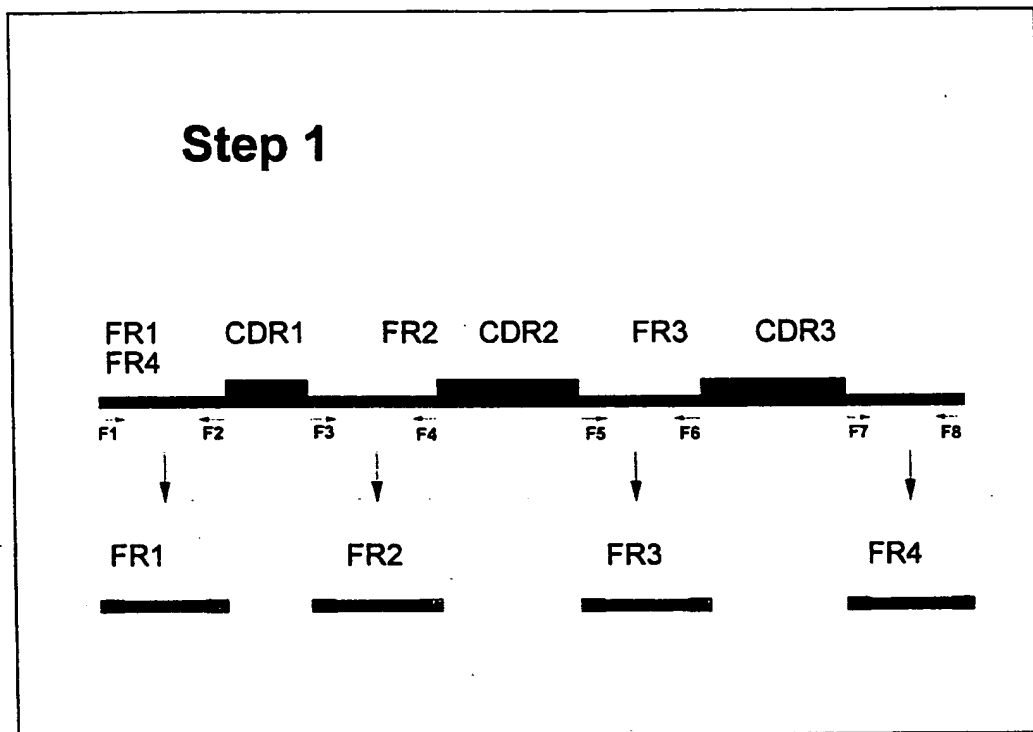 Step 1
FR1 CDR1 FR2 CDR2 FR3 CDR3
FR4
F1 F2 F3 F4 F5 F6 F7 F8
FR1 FR2 FR3 FR4